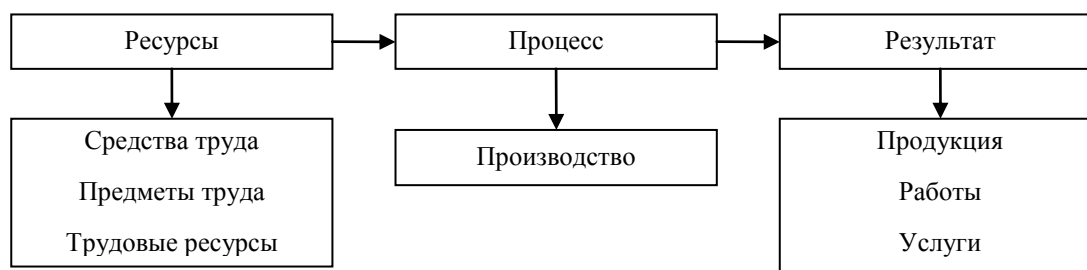 Ресурсы
Процесс
Результат
Средства труда
Предметы труда
Трудовые ресурсы
Производство
Продукция
Работы
Услуги